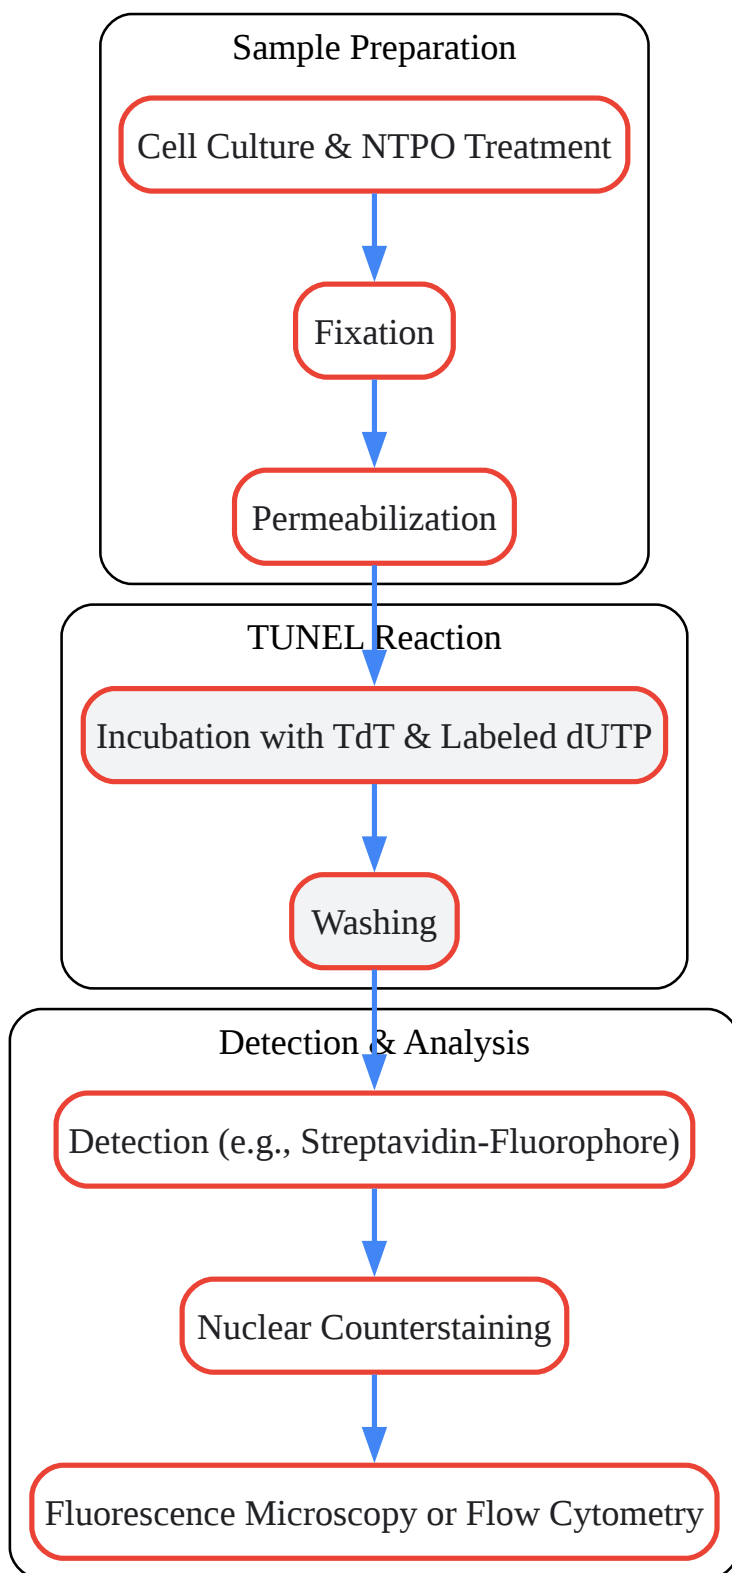 Sample Preparation
Cell Culture & NTPO Treatment
Fixation
Permeabilization
TUNEL Reaction
Incubation with TdT & Labeled dUTP
Washing
Detection & Analysis
Detection (e.g., Streptavidin-Fluorophore)
Nuclear Counterstaining
Fluorescence Microscopy or Flow Cytometry